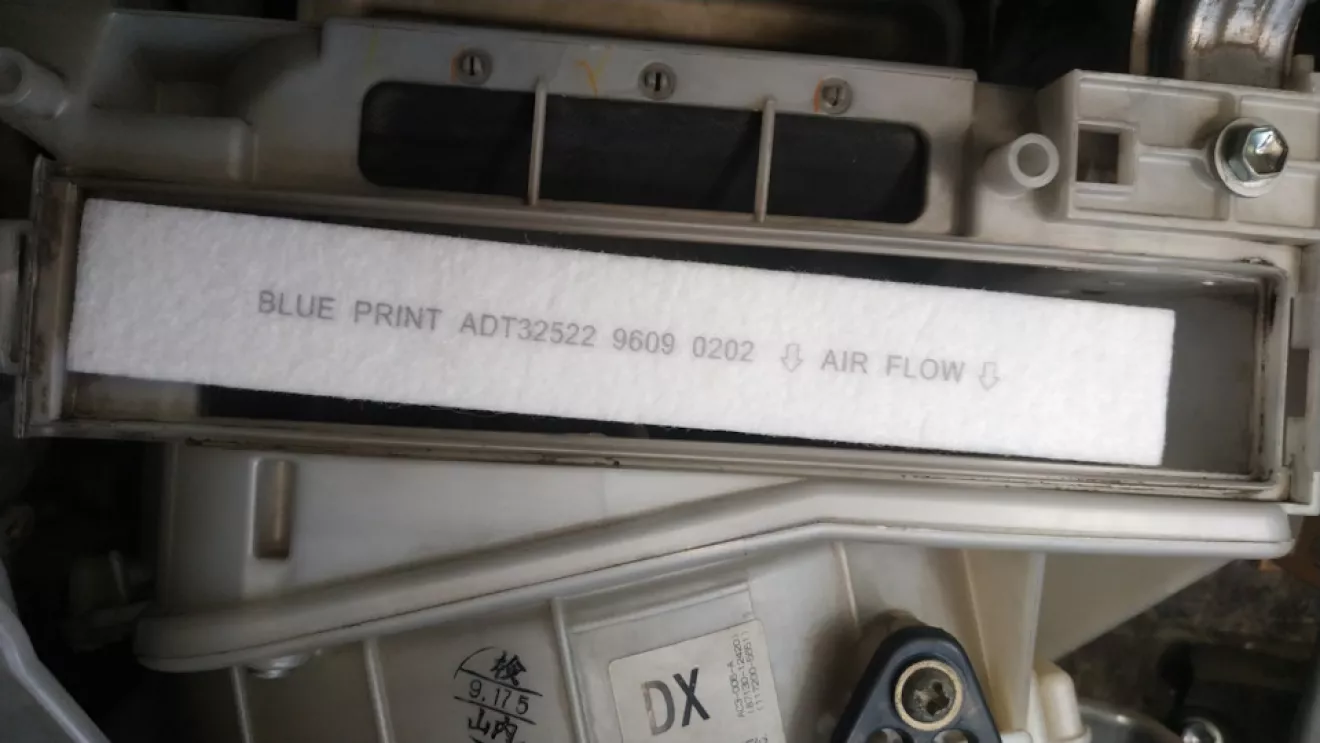 BLUE PRINT ADT32522 9609 0202 ⇩ AIR FLOW ⇩
検
9.17.5
山内
DX